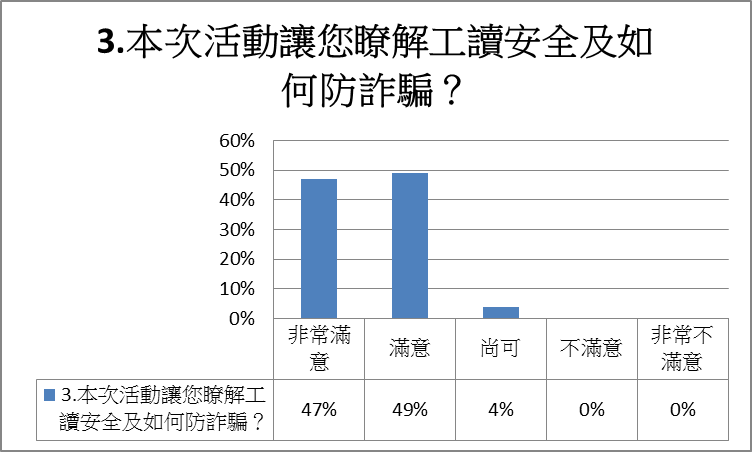 3.本次活動讓您瞭解工讀安全及如
何防詐騙？
60%
50%
40%
30%
20%
10%
0%
非常滿
意
滿意
尚可
不滿意
非常不
滿意
3.本次活動讓您瞭解工
讀安全及如何防詐騙？
47%
49%
4%
0%
0%